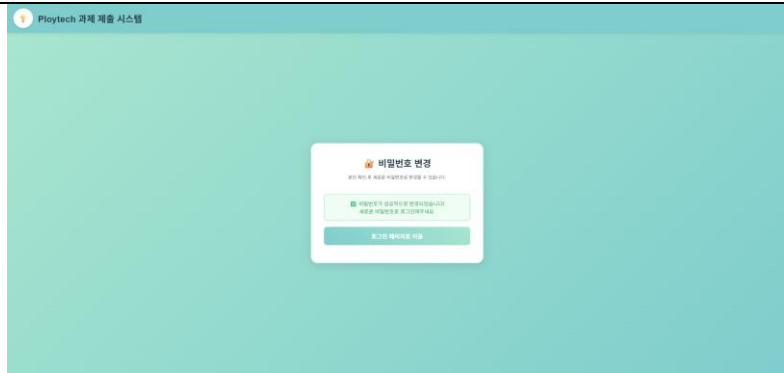 Ploytech 과제 제출 시스템
비밀번호 변경
본인 확인 후 새로운 비밀번호로 변경할 수 있습니다
비밀번호가 성공적으로 변경되었습니다!
새로운 비밀번호로 로그인해주세요.
로그인 페이지로 이동